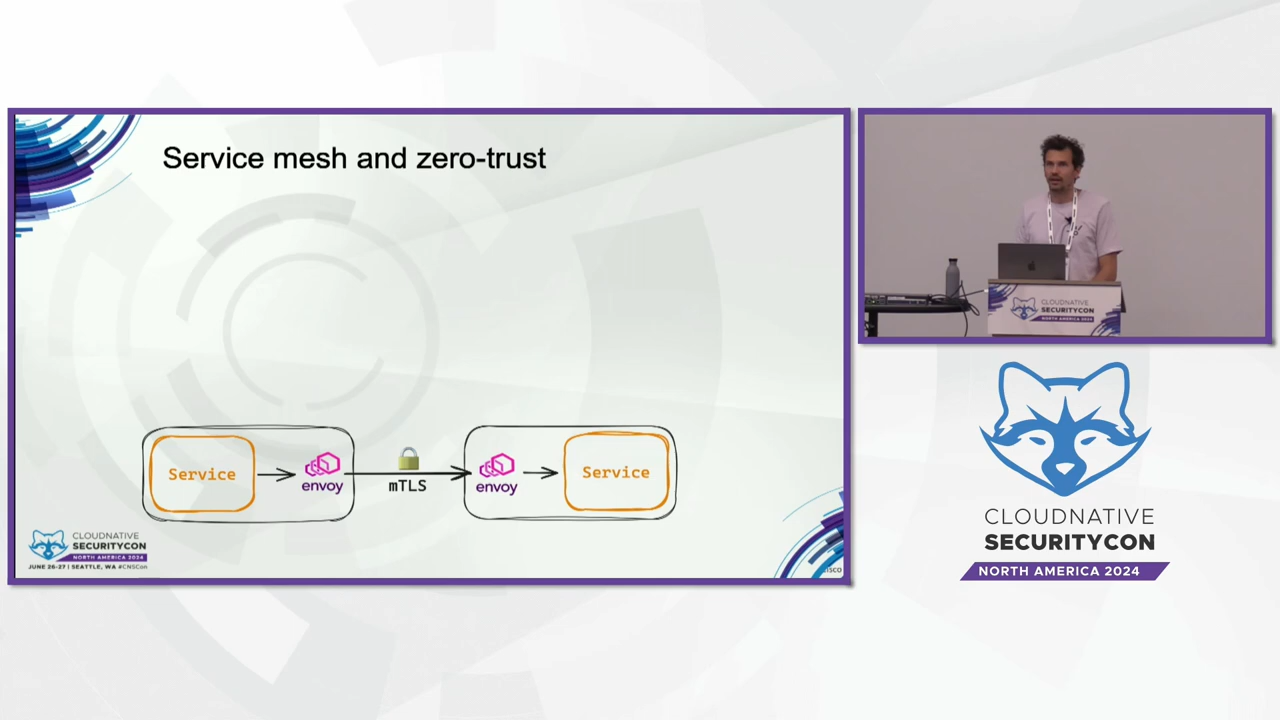 Service mesh and zero-trust
Service
envoy
mTLS
envoy
Service
CLOUDNATIVE
SECURITYCON
NORTH AMERICA 2024
JUNE 26-27 | SEATTLE, WA #CNSCon
CLOUDNATIVE
SECURITYCON
NORTH AMERICA 2024
CLOUDNATIVE
SECURITYCON
NORTH AMERICA 2024